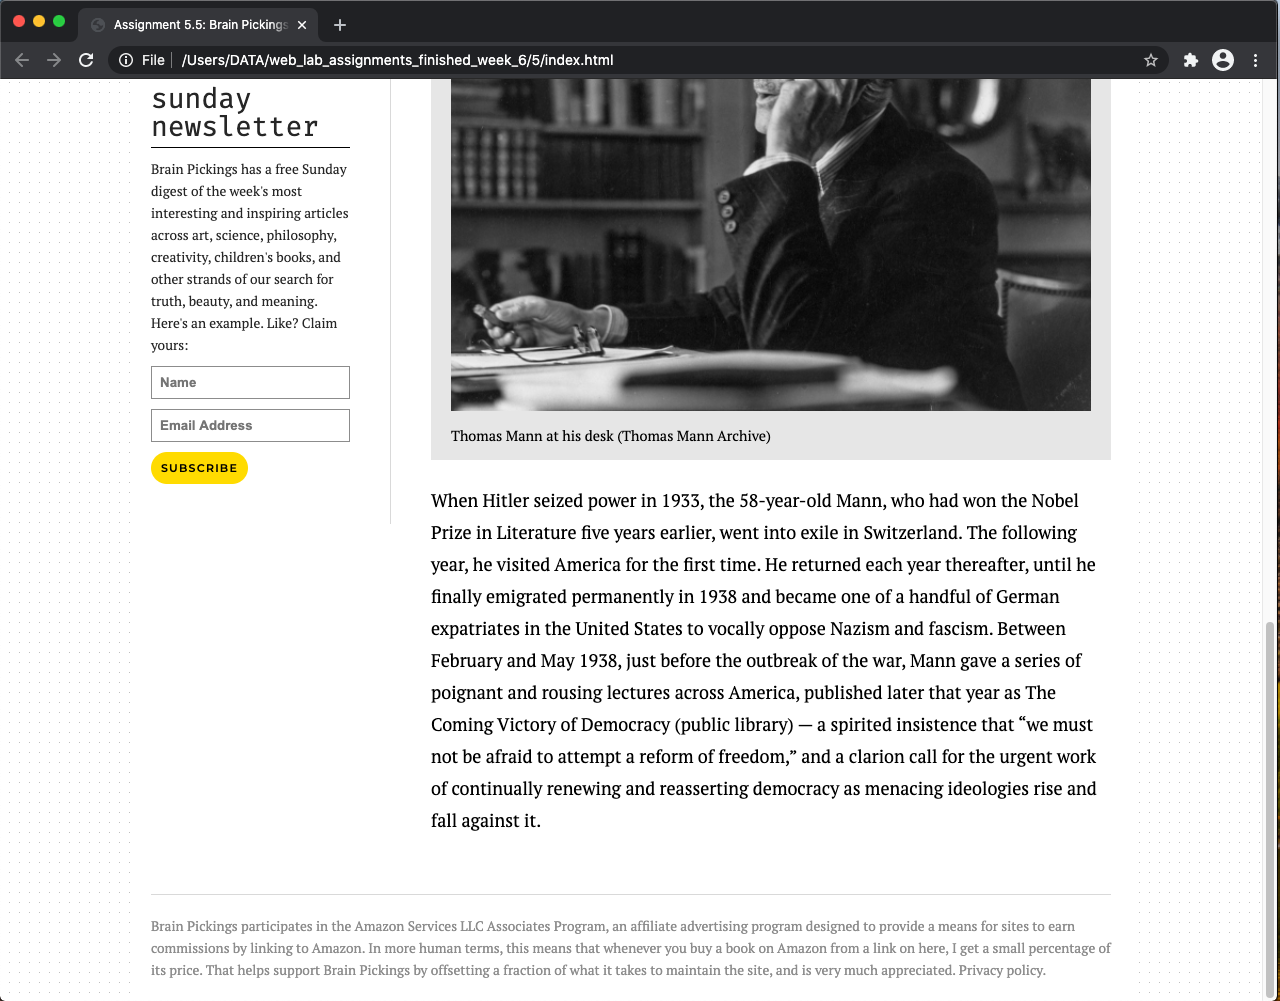 Assignment 5.5: Brain Pickings
File
/Users/DATA/web_lab_assignments_finished_week_6/5/index.html
sunday
newsletter
Brain Pickings has a free Sunday
digest of the week's most
interesting and inspiring articles
across art, science, philosophy,
creativity, children's books, and
other strands of our search for
truth, beauty, and meaning.
Here's an example. Like? Claim
yours:
Name
Email Address
SUBSCRIBE
Thomas Mann at his desk (Thomas Mann Archive)
When Hitler seized power in 1933, the 58-year-old Mann, who had won the Nobel
Prize in Literature five years earlier, went into exile in Switzerland. The following
year, he visited America for the first time. He returned each year thereafter, until he
finally emigrated permanently in 1938 and became one of a handful of German
expatriates in the United States to vocally oppose Nazism and fascism. Between
February and May 1938, just before the outbreak of the war, Mann gave a series of
poignant and rousing lectures across America, published later that year as The
Coming Victory of Democracy (public library) — a spirited insistence that “we must
not be afraid to attempt a reform of freedom,” and a clarion call for the urgent work
of continually renewing and reasserting democracy as menacing ideologies rise and
fall against it.
Brain Pickings participates in the Amazon Services LLC Associates Program, an affiliate advertising program designed to provide a means for sites to earn
commissions by linking to Amazon. In more human terms, this means that whenever you buy a book on Amazon from a link on here, I get a small percentage of
its price. That helps support Brain Pickings by offsetting a fraction of what it takes to maintain the site, and is very much appreciated. Privacy policy.